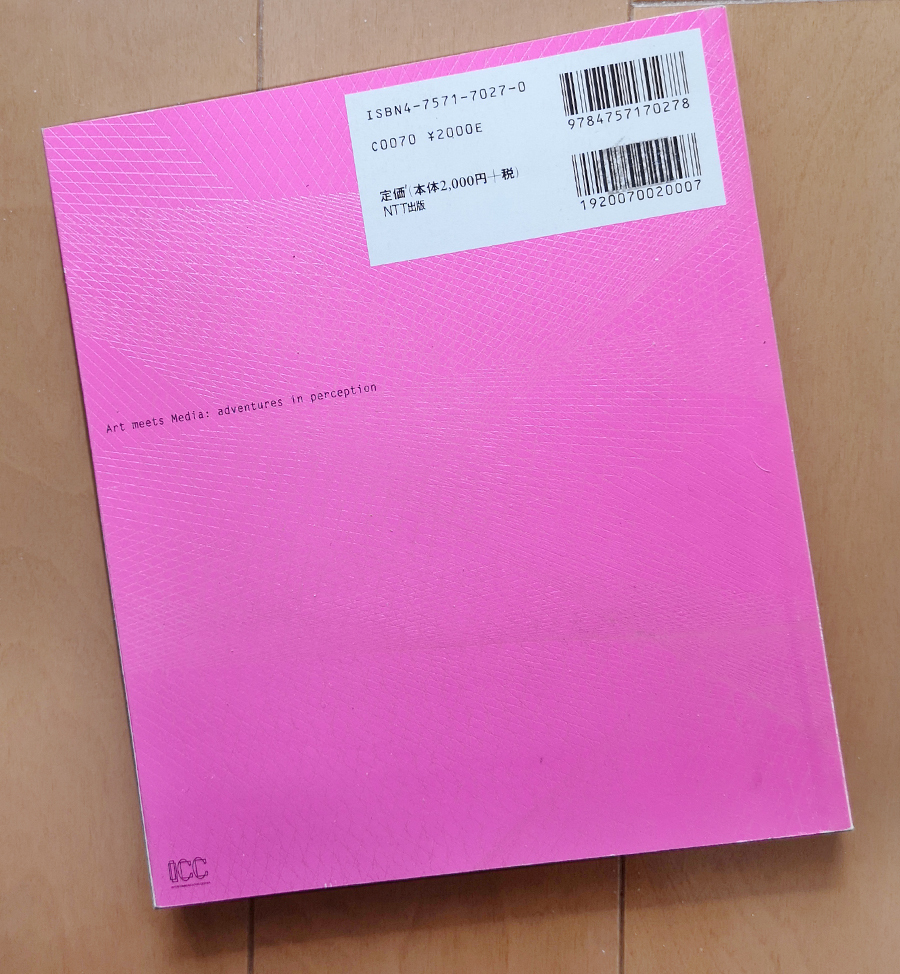 ISBN4-7571-7027-0
C0070 ¥2000E
定価(本体2,000円+税)
NTT出版
9784757170278
1920070020007
Art meets Media: adventures in perception
ICC